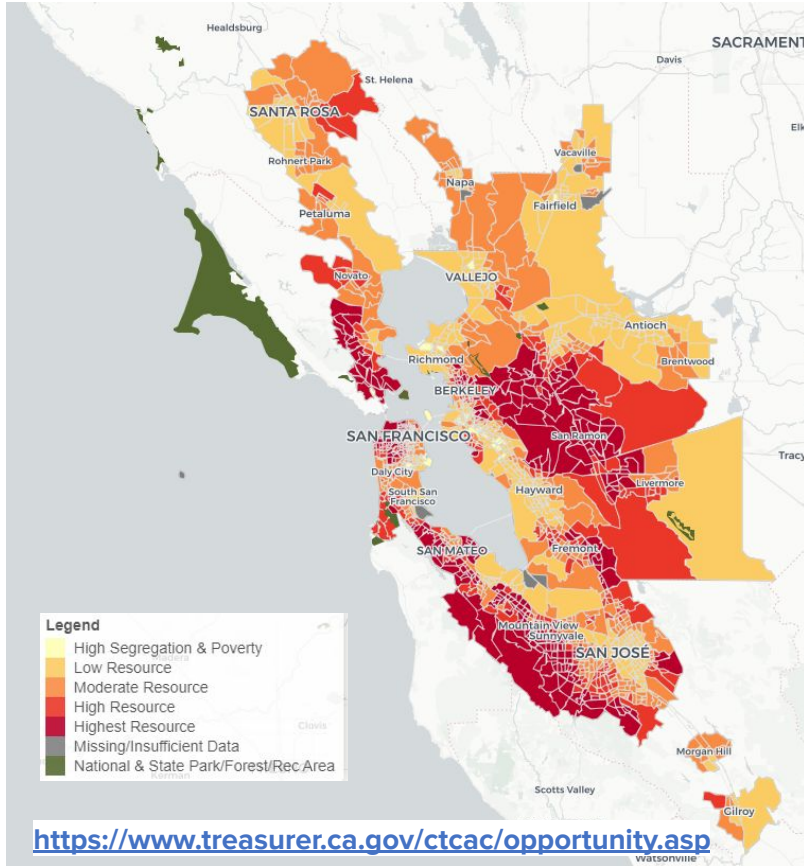 Healdsburg
SACRAMENT
Davis
St. Helena
Elk
SANTA ROSA
Vacaville
Rohnert Park
Napa
Fairfield
Petaluma
VALLEJO
Novato
Antioch
Richmond
Brentwood
BERKELEY
SAN FRANCISCO
San Ramon
Tracy
Daly City
Livermore
Hayward
South San
Francisco
SAN MATEO
Fremont
Mountain View
Sunnyvale
SAN JOSÉ
Legend
High Segregation & Poverty
Low Resource
Moderate Resource
High Resource
Highest Resource
Clovis
Missing/Insufficient Data
National & State Park/Forest/Rec Area
Morgan Hill
Scotts Valley
Gilroy
https://www.treasurer.ca.gov/ctcac/opportunity.asp
Watsonville